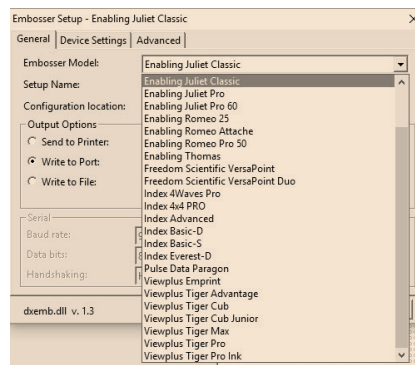 Embosser Setup - Enabling Juliet Classic
General Device Settings Advanced
Embosser Model: Enabling Juliet Classic
Setup Name:
Configuration location:
Output Options
Send to Printer:
Write to Port:
Write to File:
Serial
Baud rate:
Data bits:
Handshaking:
Enabling Juliet Classic
Enabling Juliet Pro
Enabling Juliet Pro 60
Enabling Romeo 25
Enabling Romeo Attache
Enabling Romeo Pro 50
Enabling Thomas
Freedom Scientific VersaPoint
Freedom Scientific VersaPoint Duo
Index 4Waves Pro
Index 4x4 PRO
Index Advanced
Index Basic-D
Index Basic-S
Index Everest-D
Pulse Data Paragon
Viewplus Emprint
Viewplus Tiger Advantage
Viewplus Tiger Cub
Viewplus Tiger Cub Junior
Viewplus Tiger Max
Viewplus Tiger Pro
Viewplus Tiger Pro Ink
dxemb.dll v. 1.3